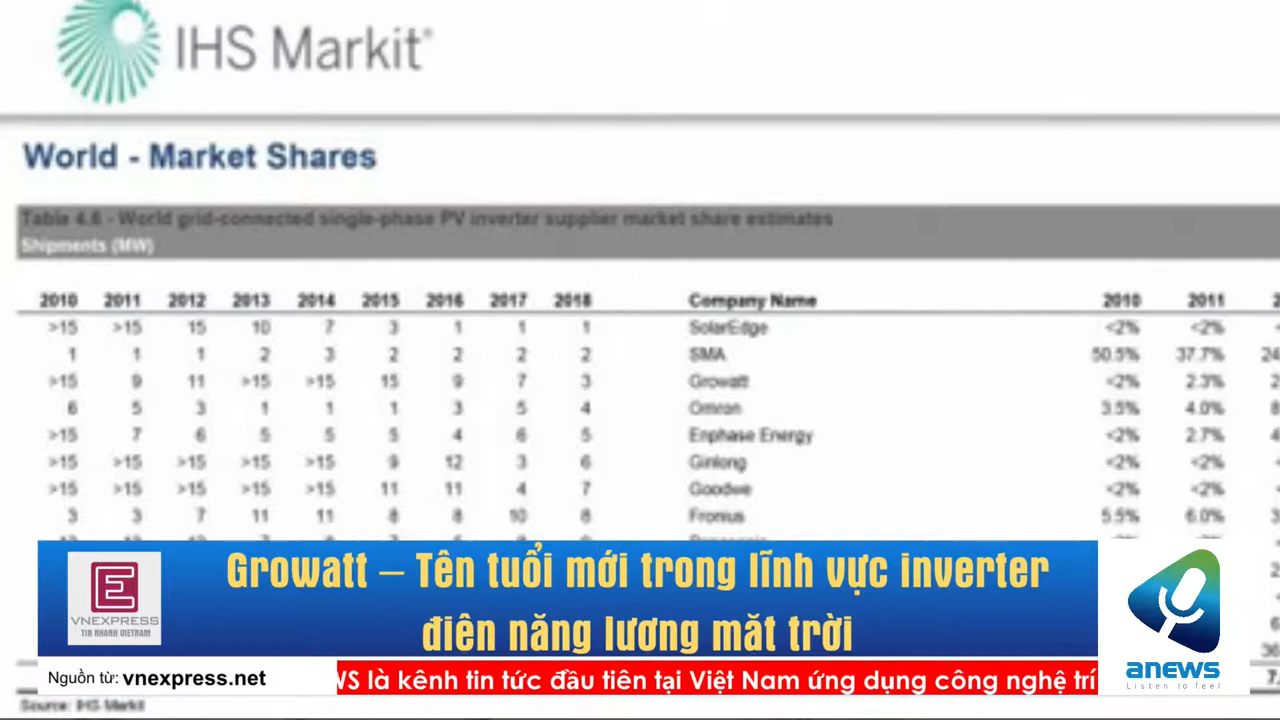 IHS Markit®
World - Market Shares
Table 4.6 - World grid-connected single-phase PV inverter supplier market share estimates
Shipments (MW)
2010 2011 2012 2013 2014 2015 2016 2017 2018 Company Name 2010 2011
>15 >15 15 10 7 3 1 1 1 SolarEdge <2% <2%
1 1 1 2 3 2 2 2 2 SMA 50.5% 37.7% 24
>15 9 11 >15 >15 15 9 7 3 Growatt <2% 2.3%
6 5 3 1 1 1 3 5 4 Omron 3.5% 4.0%
>15 7 6 5 5 5 4 6 5 Enphase Energy <2% 2.7%
>15 >15 >15 >15 >15 9 12 3 6 Ginlong <2% <2%
>15 >15 >15 >15 >15 11 11 4 7 Goodwe <2% <2%
3 3 7 11 11 8 8 10 8 Fronius 5.5% 6.0%
Growatt – Tên tuổi mới trong lĩnh vực inverter
điên năng lương măt trời
E
VNEXPRESS
TIN NHANH VIETNAM
Nguồn từ: vnexpress.net
WS là kênh tin tức đầu tiên tại Việt Nam ứng dụng công nghệ trí
anews
Listen to feel
Source: IHS Markit